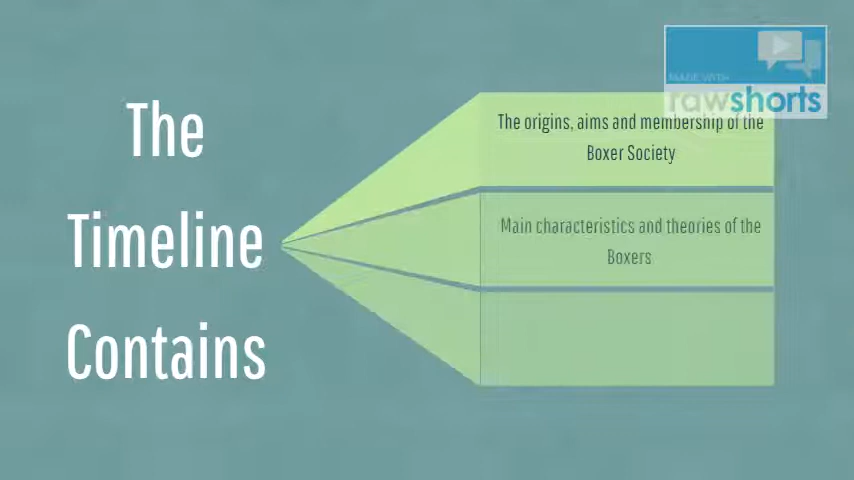 The
Timeline
Contains
MADE WITH
rawshorts
The origins, aims and membership of the
Boxer Society
Main characteristics and theories of the
Boxers